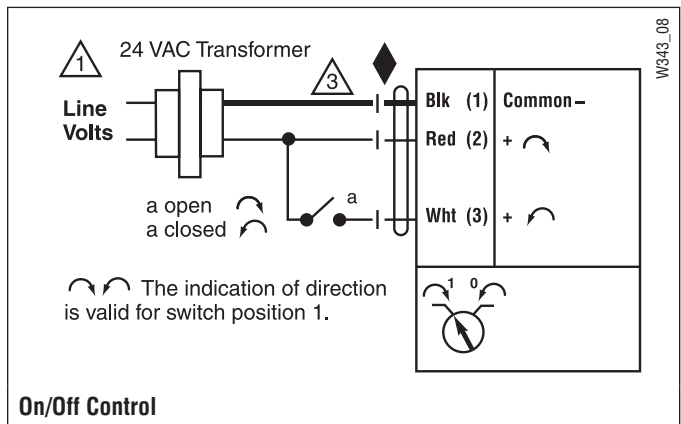 W343_08
1
24 VAC Transformer
3
Line
Volts
Blk (1) Common –
Red (2) +
a
a open
a closed
Wht (3) +
The indication of direction
is valid for switch position 1.
1 0
On/Off Control